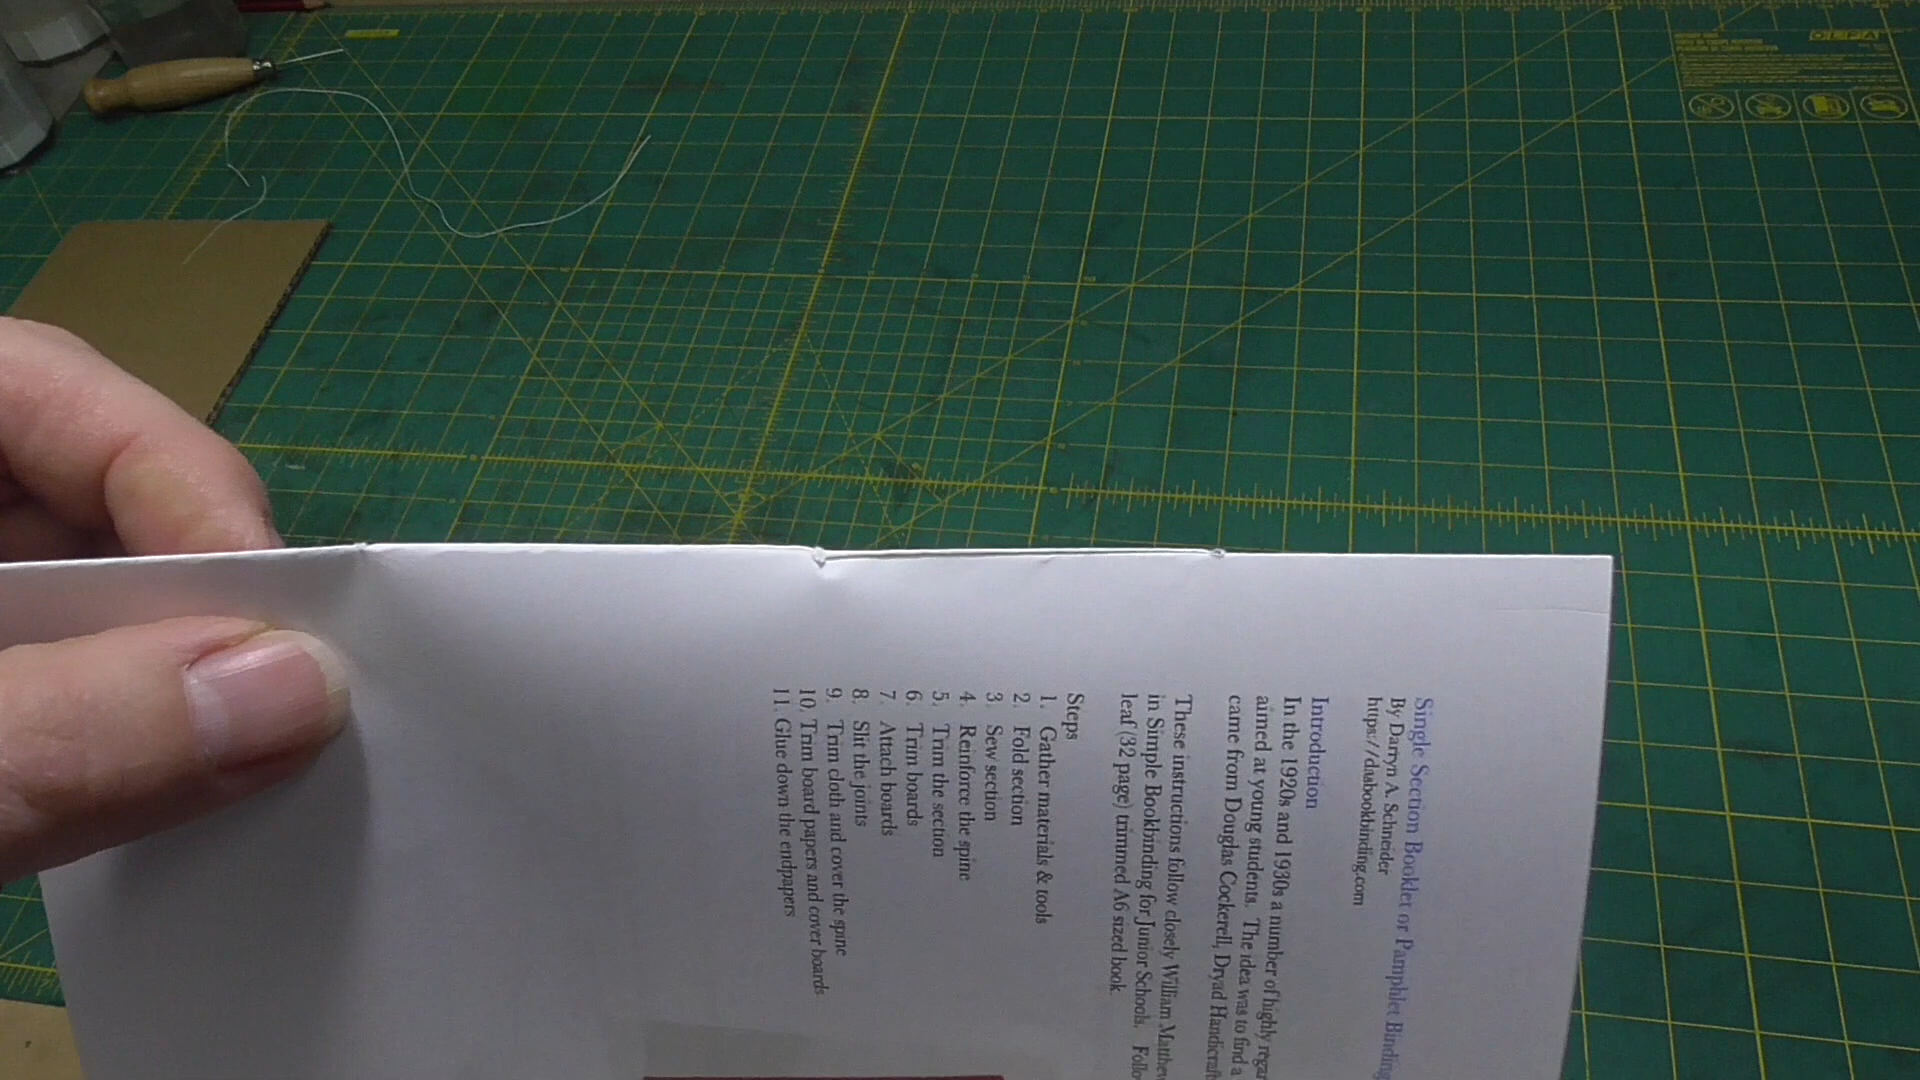 Single Section Booklet or Pamphlet Binding
By Darryn A. Schneider
https://dasbookbinding.com
Introduction
In the 1920s and 1930s a number of highly
aimed at young students. The idea was to find a
came from Douglas Cockerell, Dryad
These instructions follow closely William
in Simple Bookbinding for Junior Schools.
leaf (32 page) trimmed A6 sized book.
Steps
1. Gather materials & tools
2. Fold section
3. Sew section
4. Reinforce the spine
5. Trim the section
6. Trim boards
7. Attach boards
8. Slit the joints
9. Trim cloth and cover the spine
10. Trim board papers and cover boards
11. Glue down the endpapers
OLFA